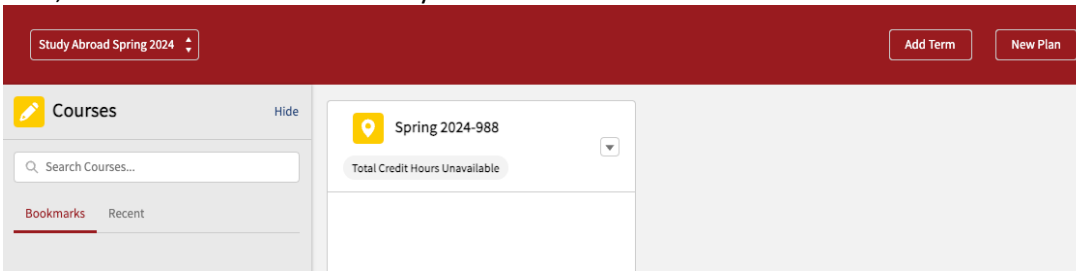 Study Abroad Spring 2024
Add Term
New Plan
Courses
Hide
Spring 2024-988
Search Courses...
Total Credit Hours Unavailable
Bookmarks
Recent